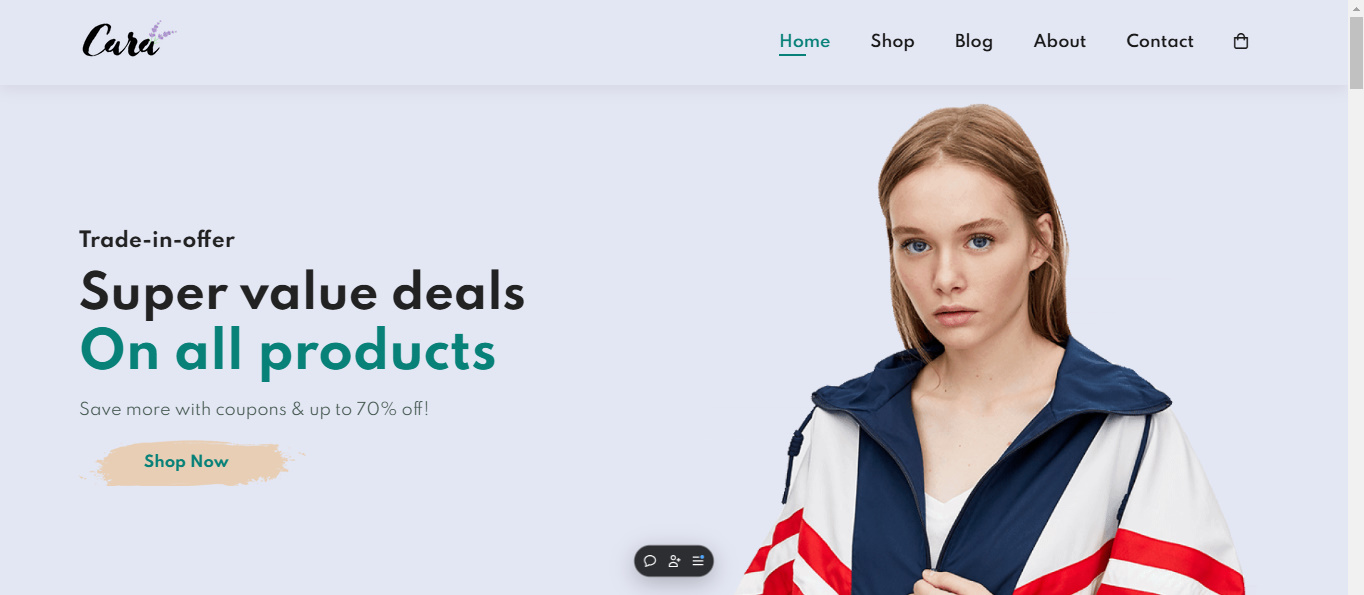 Cara
Home Shop Blog About Contact
Trade-in-offer
Super value deals
On all products
Save more with coupons & up to 70% off!
Shop Now